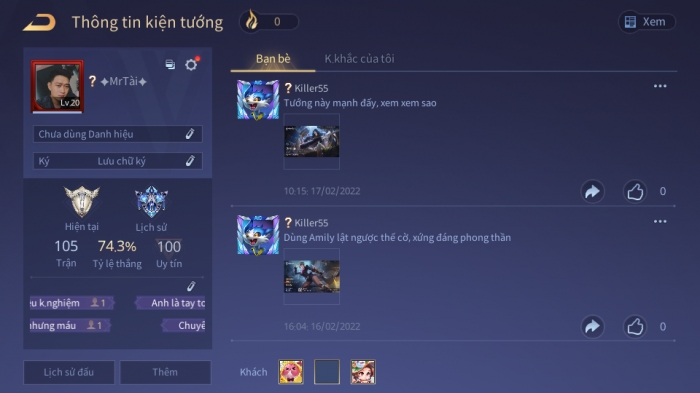 Thông tin kiện tướng
0
Xem
Bạn bè
K.khắc của tôi
? ✦MrTài✦
Lv 20
Chưa dùng Danh hiệu
Ký Lưu chữ ký
Hiện tại
Lịch sử
105
74.3%
100
Trận
Tỷ lệ thắng
Uy tín
k.nghiệm 1
Anh là tay
máu 1
Lịch sử đấu
Thêm
? Killer55
Tướng này mạnh đấy, xem xem sao
10:15: 17/02/2022
0
? Killer55
Dùng Amily lật ngược thế cờ, xứng đáng phong thần
16:04: 16/02/2022
0
Khách